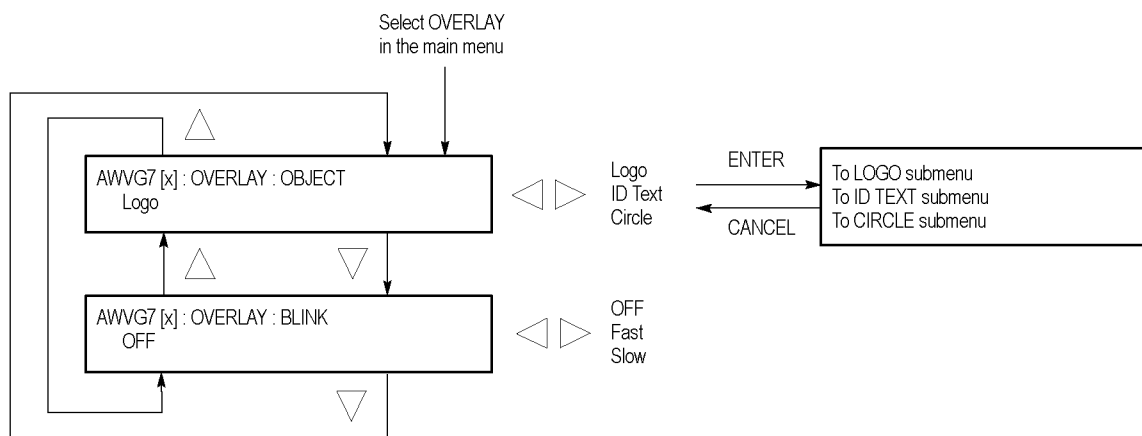 Select OVERLAY
in the main menu
AWVG7 [x] : OVERLAY : OBJECT
Logo
Logo
ID Text
Circle
ENTER
CANCEL
To LOGO submenu
To ID TEXT submenu
To CIRCLE submenu
AWVG7 [x] : OVERLAY : BLINK
OFF
OFF
Fast
Slow